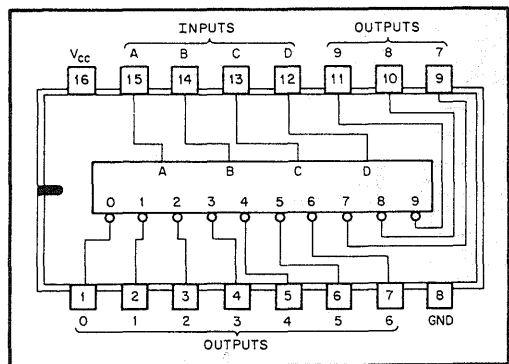 INPUTS OUTPUTS
VCC A B C D 9 8 7
16 15 14 13 12 11 10 9
A B C D
0 1 2 3 4 5 6 7 8 9
1 2 3 4 5 6 7 8
0 1 2 3 4 5 6 GND
OUTPUTS